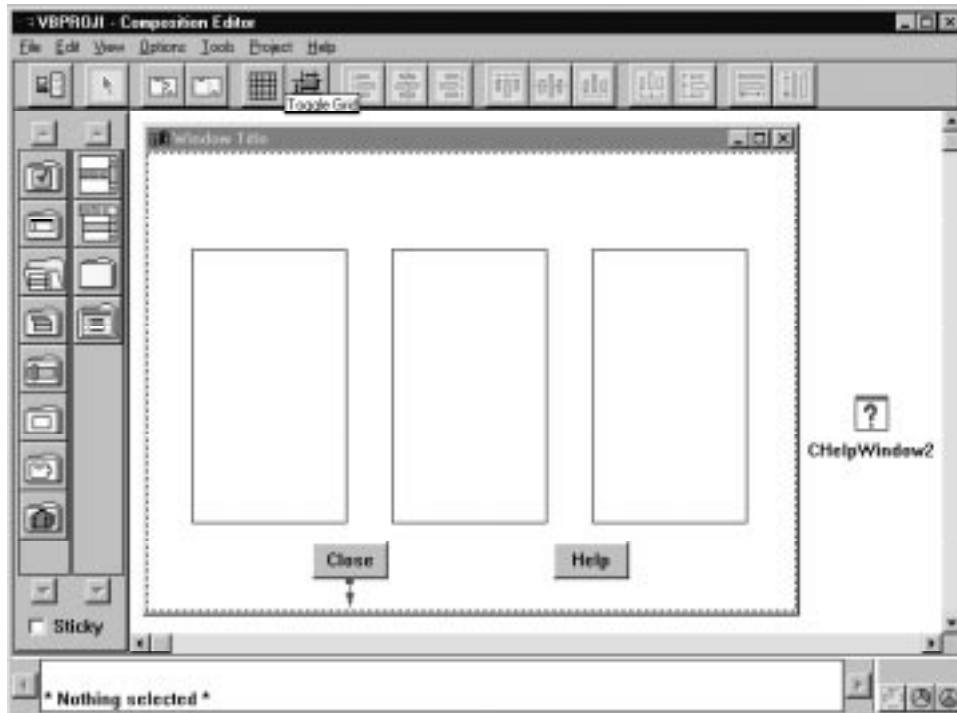 VBPROJ1 - Composition Editor
File Edit View Options Tools Project Help
Toggle Grid
Window Title
CHelpWindow2
Close
Help
Sticky
* Nothing selected *